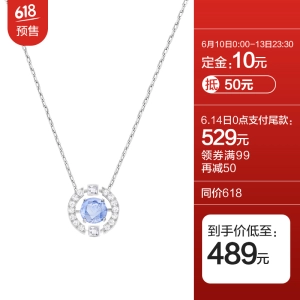 618
预售
6月10日0:00-13日23:30
定金:10元
抵 50元
6.14日0点支付尾款:
529元
领券满99
再减50
同价618
到手价低至:
489元